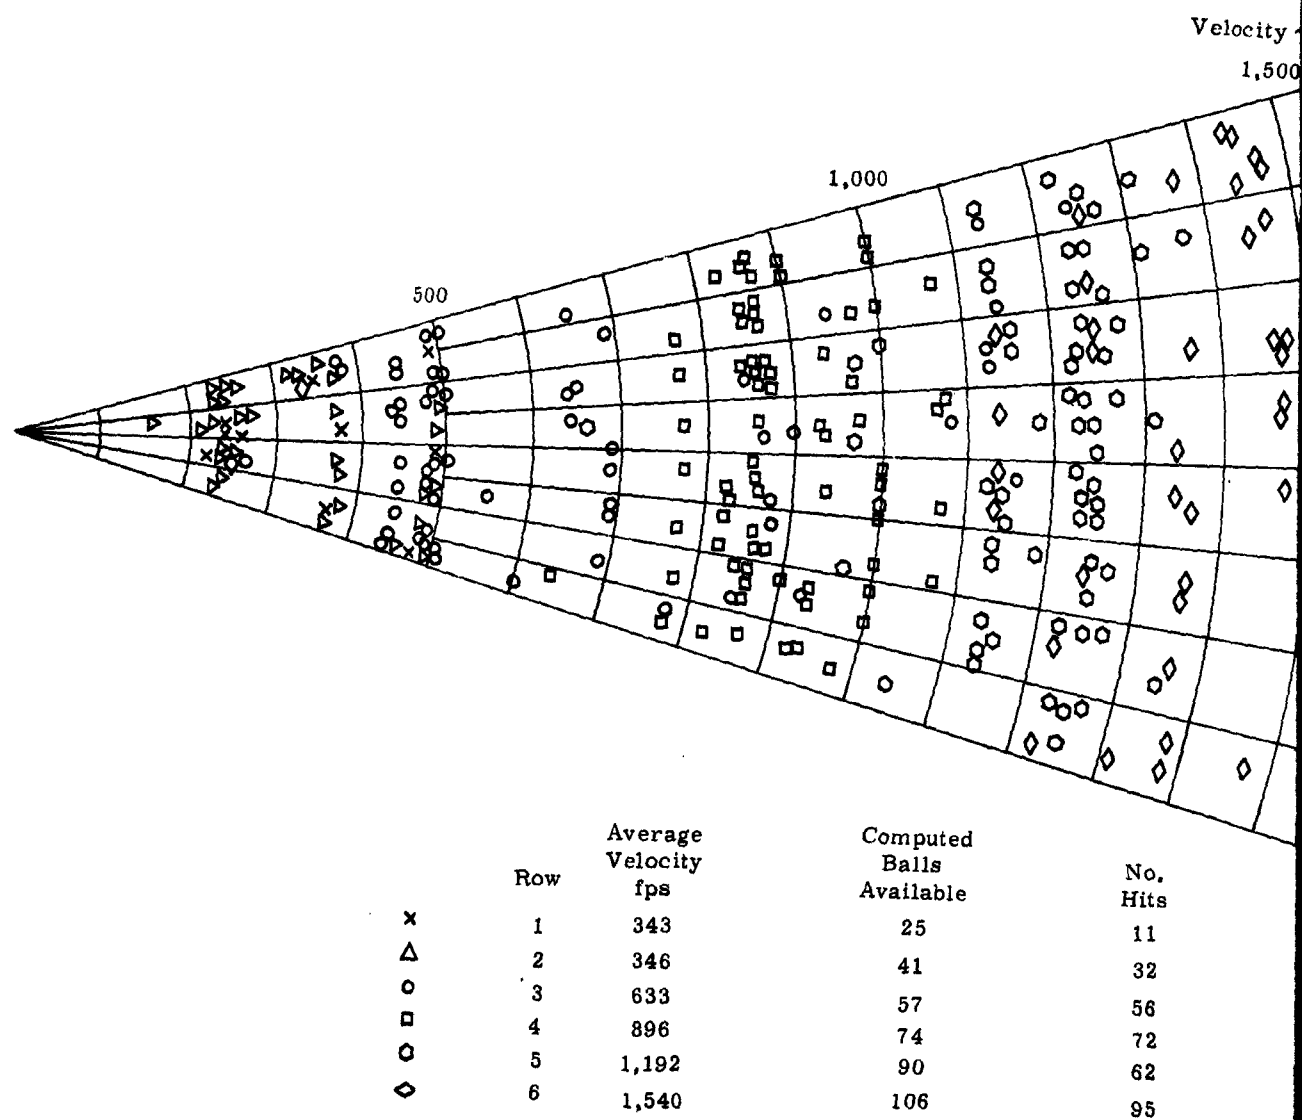 Velocity -
1,500
1,000
500
Average
Velocity
fps
Computed
Balls
Available
Row
No.
Hits
1 343 25 11
2 346 41 32
3 633 57 56
4 896 74 72
5 1,192 90 62
6 1,540 106 95